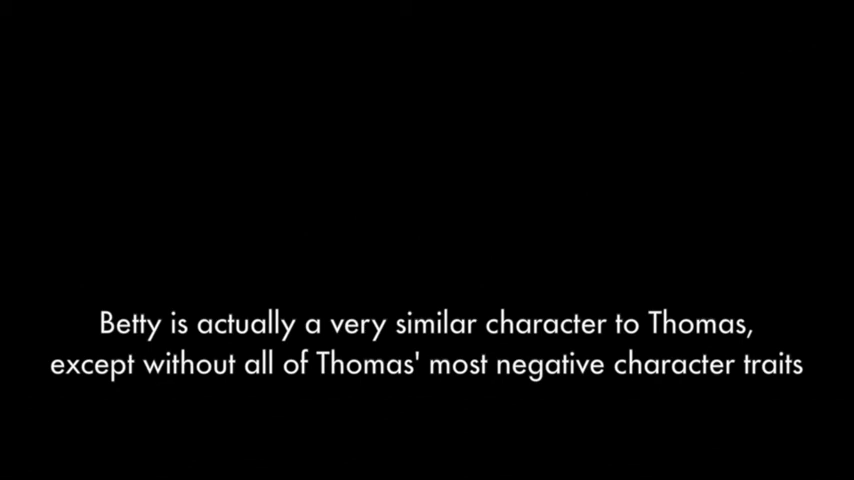 Betty is actually a very similar character to Thomas,
except without all of Thomas' most negative character traits